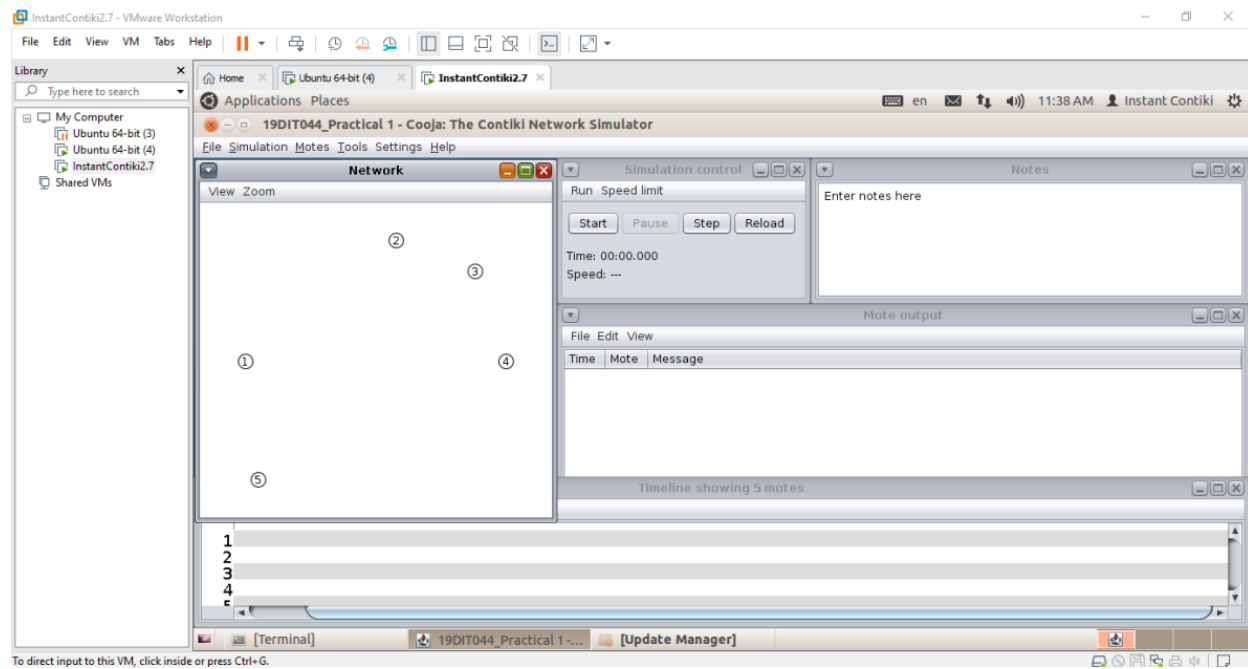 InstantContiki2.7 - VMware Workstation
File Edit View VM Tabs Help
Library
Type here to search
My Computer
Ubuntu 64-bit (3)
Ubuntu 64-bit (4)
InstantContiki2.7
Shared VMs
Home Ubuntu 64-bit (4) InstantContiki2.7
Applications Places en 11:38 AM Instant Contiki
19DIT044_Practical 1 - Cooja: The Contiki Network Simulator
File Simulation Motes Tools Settings Help
Network
View Zoom
2
3
1
4
5
Simulation control
Run Speed limit
Start Pause Step Reload
Time: 00:00.000
Speed: ---
Notes
Enter notes here
Mote output
File Edit View
Time Mote Message
Timeline showing 5 motes
1
2
3
4
5
[Terminal] 19DIT044_Practical 1 -... [Update Manager]
To direct input to this VM, click inside or press Ctrl+G.